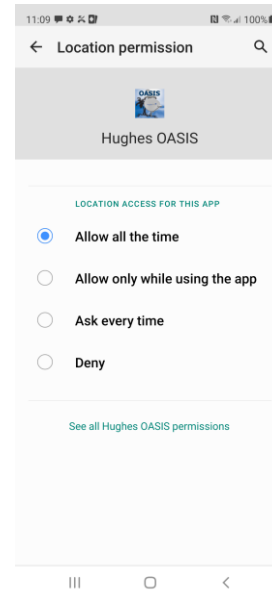 11:09 100%
Location permission
OASIS
Hughes OASIS
LOCATION ACCESS FOR THIS APP
Allow all the time
Allow only while using the app
Ask every time
Deny
See all Hughes OASIS permissions